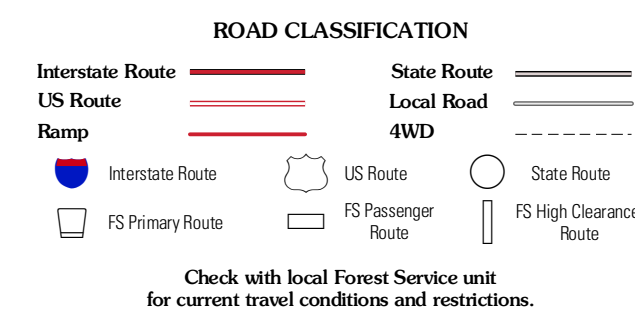 ROAD CLASSIFICATION
Interstate Route
State Route
US Route
Local Road
Ramp
4WD
Interstate Route
US Route
State Route
FS Primary Route
FS Passenger
Route
FS High Clearance
Route
Check with local Forest Service unit
for current travel conditions and restrictions.